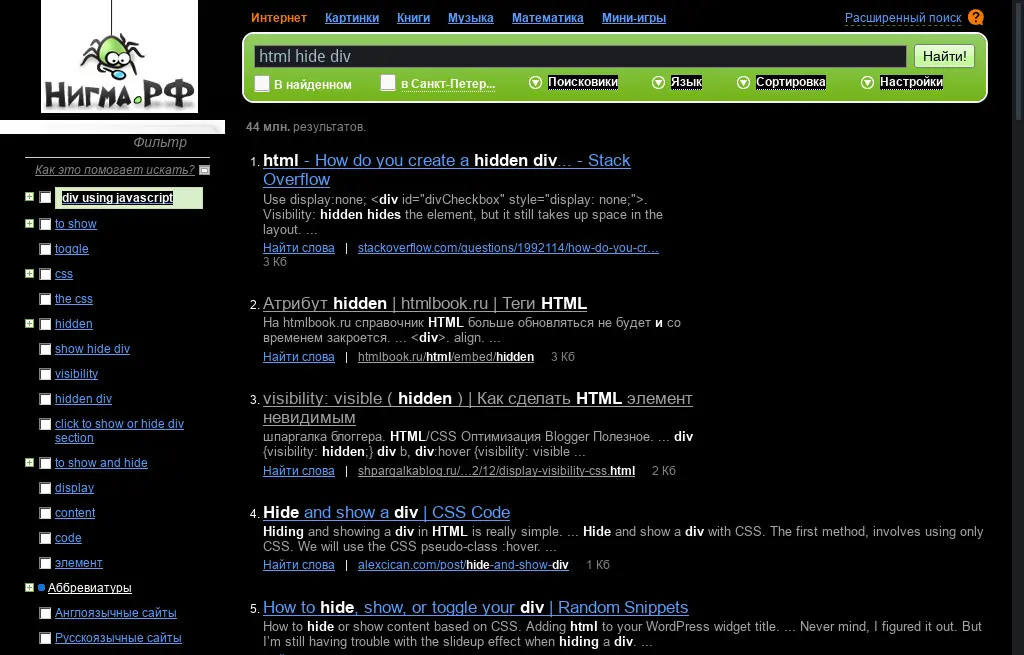 НИГМА.РФ
Интернет Картинки Книги Музыка Математика Мини-игры Расширенный поиск ?
html hide div Найти!
В найденном в Санкт-Петер... Поисковики Язык Сортировка Настройки
44 млн. результатов.
Фильтр
Как это помогает искать?
div using javascript
to show
toggle
css
the css
hidden
show hide div
visibility
hidden div
click to show or hide div
section
to show and hide
display
content
code
элемент
Аббревиатуры
Англоязычные сайты
Русскоязычные сайты
1. html - How do you create a hidden div... - Stack
Overflow
Use display:none; <div id="divCheckbox" style="display: none;">.
Visibility: hidden hides the element, but it still takes up space in the
layout. ...
Найти слова | stackoverflow.com/questions/1992114/how-do-you-cr…
3 Кб
2. Атрибут hidden | htmlbook.ru | Теги HTML
На htmlbook.ru справочник HTML больше обновляться не будет и со
временем закроется. ... <div>. align. ...
Найти слова | htmlbook.ru/html/embed/hidden 3 Кб
3. visibility: visible ( hidden ) | Как сделать HTML элемент
невидимым
шпаргалка блоггера. HTML/CSS Оптимизация Blogger Полезное. ... div
{visibility: hidden;} div b, div:hover {visibility: visible ...
Найти слова | shpargalkablog.ru/...2/12/display-visibility-css.html 2 Кб
4. Hide and show a div | CSS Code
Hiding and showing a div in HTML is really simple. ... Hide and show a div with CSS. The first method, involves using only
CSS. We will use the CSS pseudo-class :hover. ...
Найти слова | alexcican.com/post/hide-and-show-div 1 Кб
5. How to hide, show, or toggle your div | Random Snippets
How to hide or show content based on CSS. Adding html to your WordPress widget title. ... Never mind, I figured it out. But
I'm still having trouble with the slideup effect when hiding a div. ...